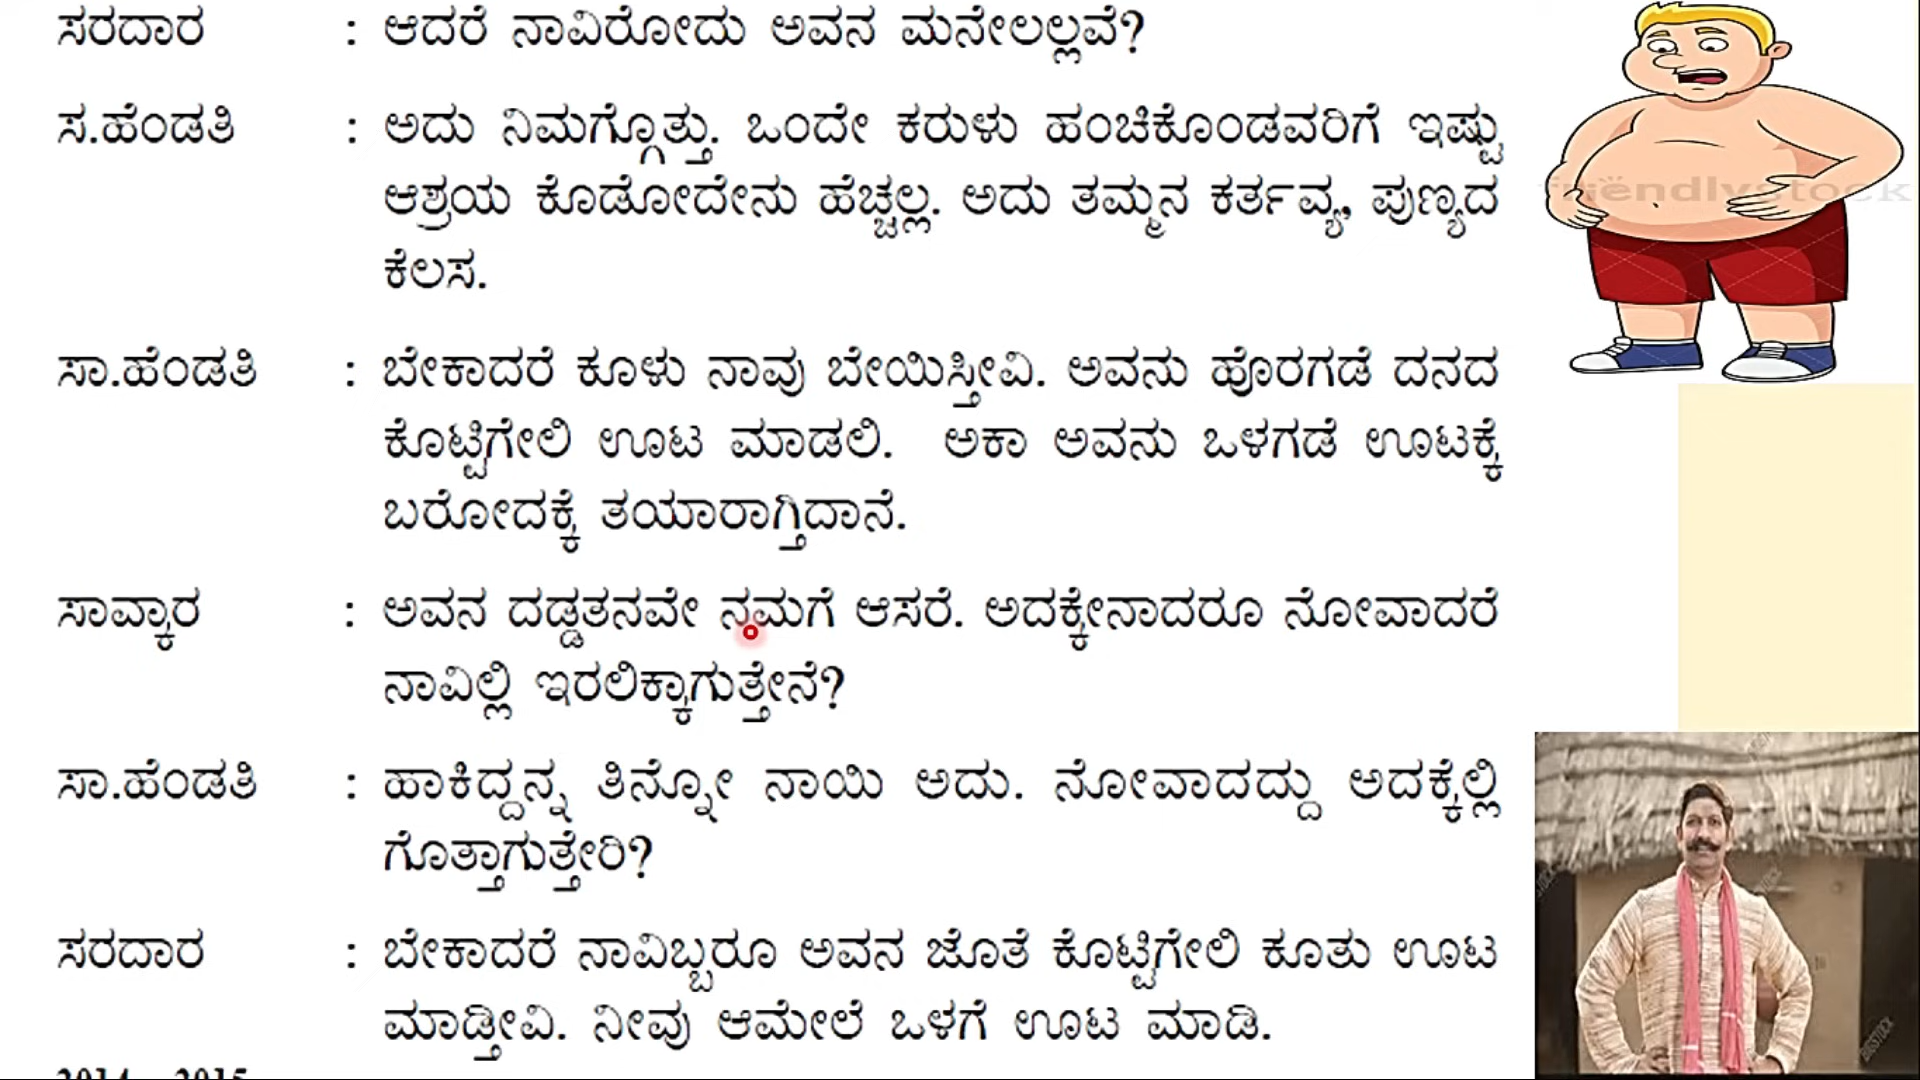 ಸರದಾರ : ಆದರೆ ನಾವಿರೋದು ಅವನ ಮನೇಲಲ್ಲವೆ?
ಸ.ಹೆಂಡತಿ : ಅದು ನಿಮಗ್ಗೊತ್ತು. ಒಂದೇ ಕರುಳು ಹಂಚಿಕೊಂಡವರಿಗೆ ಇಷ್ಟು
ಆಶ್ರಯ ಕೊಡೋದೇನು ಹೆಚ್ಚಲ್ಲ. ಅದು ತಮ್ಮನ ಕರ್ತವ್ಯ, ಪುಣ್ಯದ
ಕೆಲಸ.
ಸಾ.ಹೆಂಡತಿ : ಬೇಕಾದರೆ ಕೂಳು ನಾವು ಬೇಯಿಸ್ತೀವಿ. ಅವನು ಹೊರಗಡೆ ದನದ
ಕೊಟ್ಟಿಗೇಲಿ ಊಟ ಮಾಡಲಿ. ಅಕಾ ಅವನು ಒಳಗಡೆ ಊಟಕ್ಕೆ
ಬರೋದಕ್ಕೆ ತಯಾರಾಗ್ತಿದಾನೆ.
ಸಾವ್ಕಾರ : ಅವನ ದಡ್ಡತನವೇ ನಮಗೆ ಆಸರೆ. ಅದಕ್ಕೇನಾದರೂ ನೋವಾದರೆ
ನಾವಿಲ್ಲಿ ಇರಲಿಕ್ಕಾಗುತ್ತೇನೆ?
ಸಾ.ಹೆಂಡತಿ : ಹಾಕಿದ್ದನ್ನ ತಿನ್ನೋ ನಾಯಿ ಅದು. ನೋವಾದದ್ದು ಅದಕ್ಕೆಲ್ಲಿ
ಗೊತ್ತಾಗುತ್ತೇರಿ?
ಸರದಾರ : ಬೇಕಾದರೆ ನಾವಿಬ್ಬರೂ ಅವನ ಜೊತೆ ಕೊಟ್ಟಿಗೇಲಿ ಕೂತು ಊಟ
ಮಾಡ್ತೀವಿ. ನೀವು ಆಮೇಲೆ ಒಳಗೆ ಊಟ ಮಾಡಿ.
friendlystock